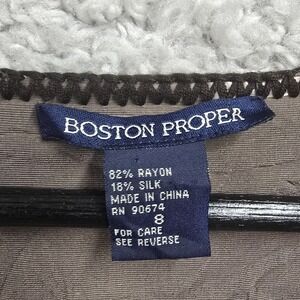 BOSTON PROPER
82% RAYON
18% SILK
MADE IN CHINA
RN 90674
8
FOR CARE
SEE REVERSE